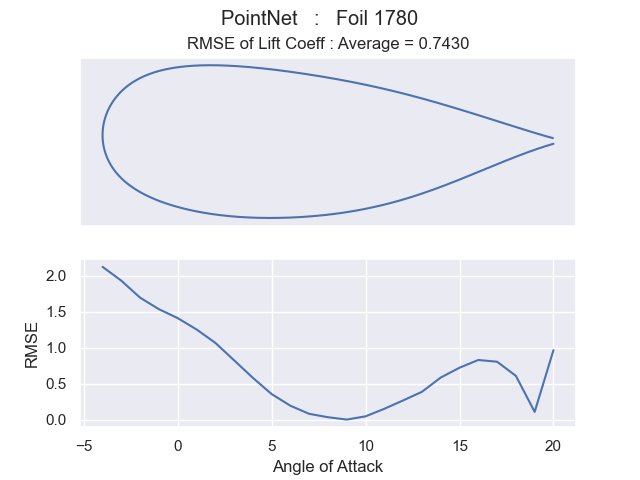 PointNet : Foil 1780
RMSE of Lift Coeff : Average = 0.7430
2.0
1.5
1.0
0.5
0.0
RMSE
−5 0 5 10 15 20
Angle of Attack